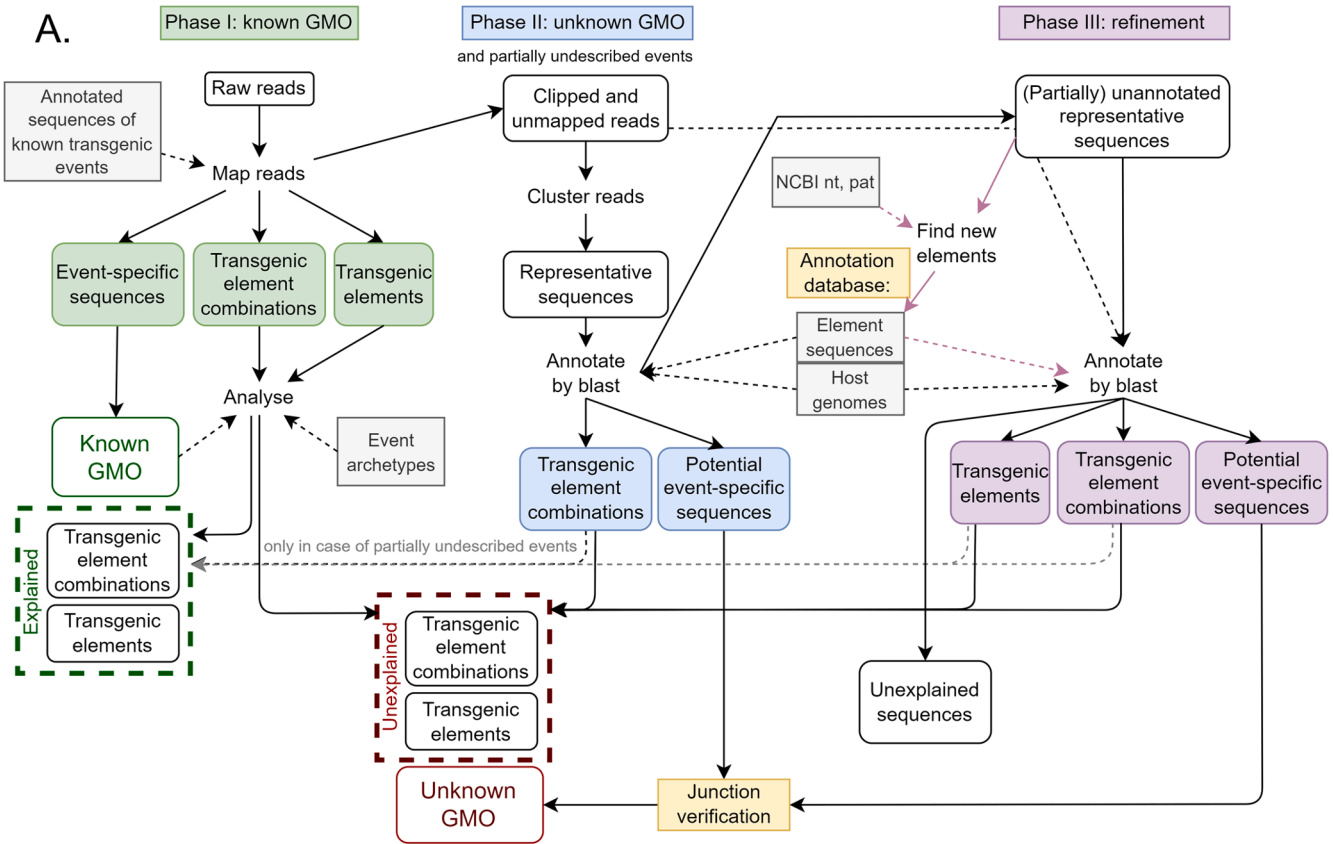 A.
Phase I: known GMO
Phase II: unknown GMO
and partially undescribed events
Phase III: refinement
Annotated
sequences of
known transgenic
events
Raw reads
Map reads
Event-specific
sequences
Transgenic
element
combinations
Transgenic
elements
Analyse
Known
GMO
Event
archetypes
Explained
Transgenic
element
combinations
Transgenic
elements
Clipped and
unmapped reads
Cluster reads
Representative
sequences
Annotate
by blast
Transgenic
element
combinations
Potential
event-specific
sequences
only in case of partially undescribed events
Unexplained
Transgenic
element
combinations
Transgenic
elements
Unknown
GMO
Junction
verification
(Partially) unannotated
representative
sequences
NCBI nt, pat
Find new
elements
Annotation
database:
Element
sequences
Host
genomes
Annotate
by blast
Transgenic
elements
Transgenic
element
combinations
Potential
event-specific
sequences
Unexplained
sequences